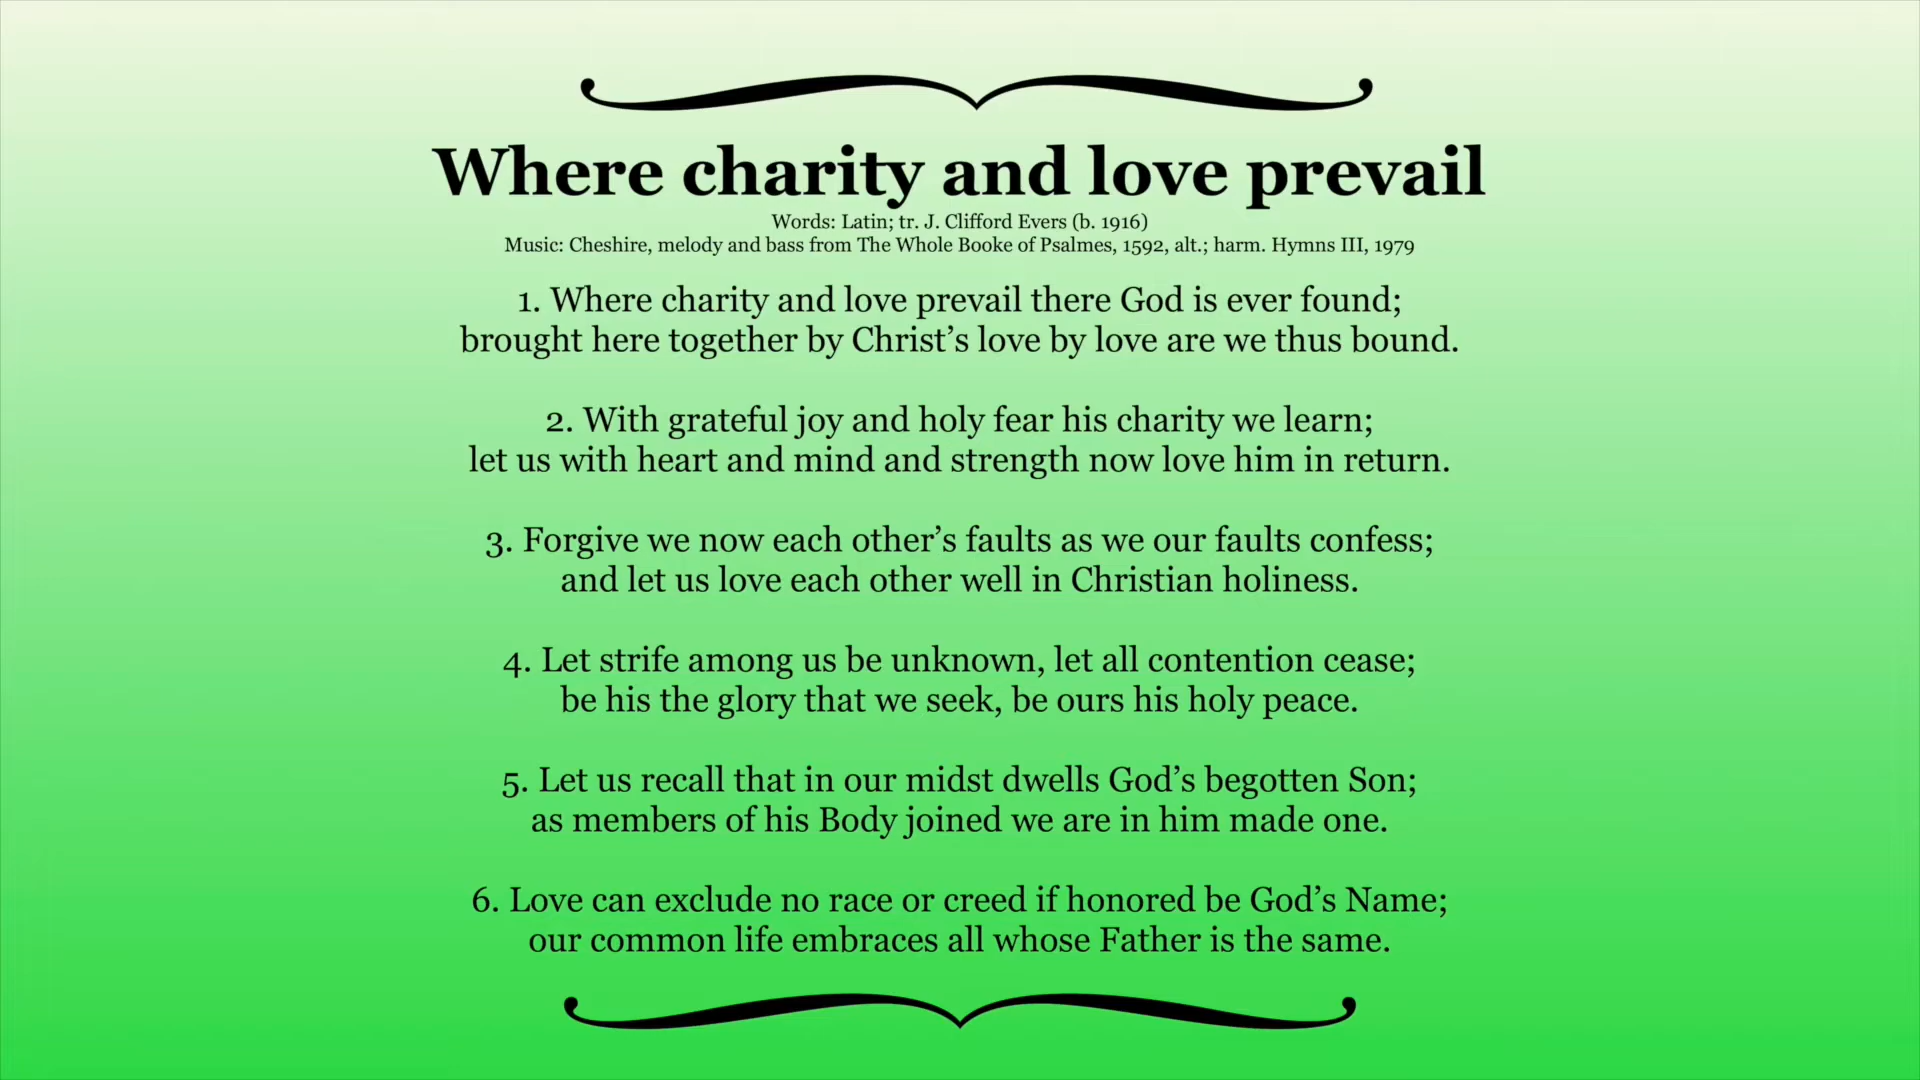 Where charity and love prevail
Words: Latin; tr. J. Clifford Evers (b. 1916)
Music: Cheshire, melody and bass from The Whole Booke of Psalmes, 1592, alt.; harm. Hymns III, 1979
1. Where charity and love prevail there God is ever found;
brought here together by Christ’s love by love are we thus bound.
2. With grateful joy and holy fear his charity we learn;
let us with heart and mind and strength now love him in return.
3. Forgive we now each other’s faults as we our faults confess;
and let us love each other well in Christian holiness.
4. Let strife among us be unknown, let all contention cease;
be his the glory that we seek, be ours his holy peace.
5. Let us recall that in our midst dwells God’s begotten Son;
as members of his Body joined we are in him made one.
6. Love can exclude no race or creed if honored be God’s Name;
our common life embraces all whose Father is the same.